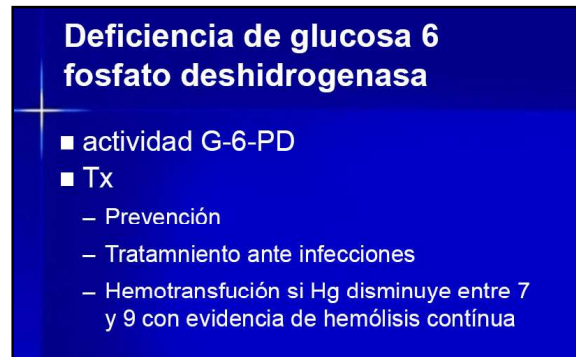 Deficiencia de glucosa 6
fosfato deshidrogenasa
■ actividad G-6-PD
■ Tx
– Prevención
– Tratamniento ante infecciones
– Hemotransfución si Hg disminuye entre 7
y 9 con evidencia de hemólisis contínua